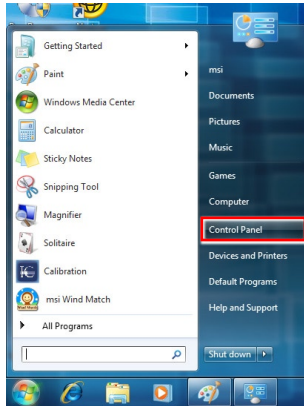 Getting Started
Paint
Windows Media Center
Calculator
Sticky Notes
Snipping Tool
Magnifier
Solitaire
Calibration
msi Wind Match
All Programs
msi
Documents
Pictures
Music
Games
Computer
Control Panel
Devices and Printers
Default Programs
Help and Support
Shut down